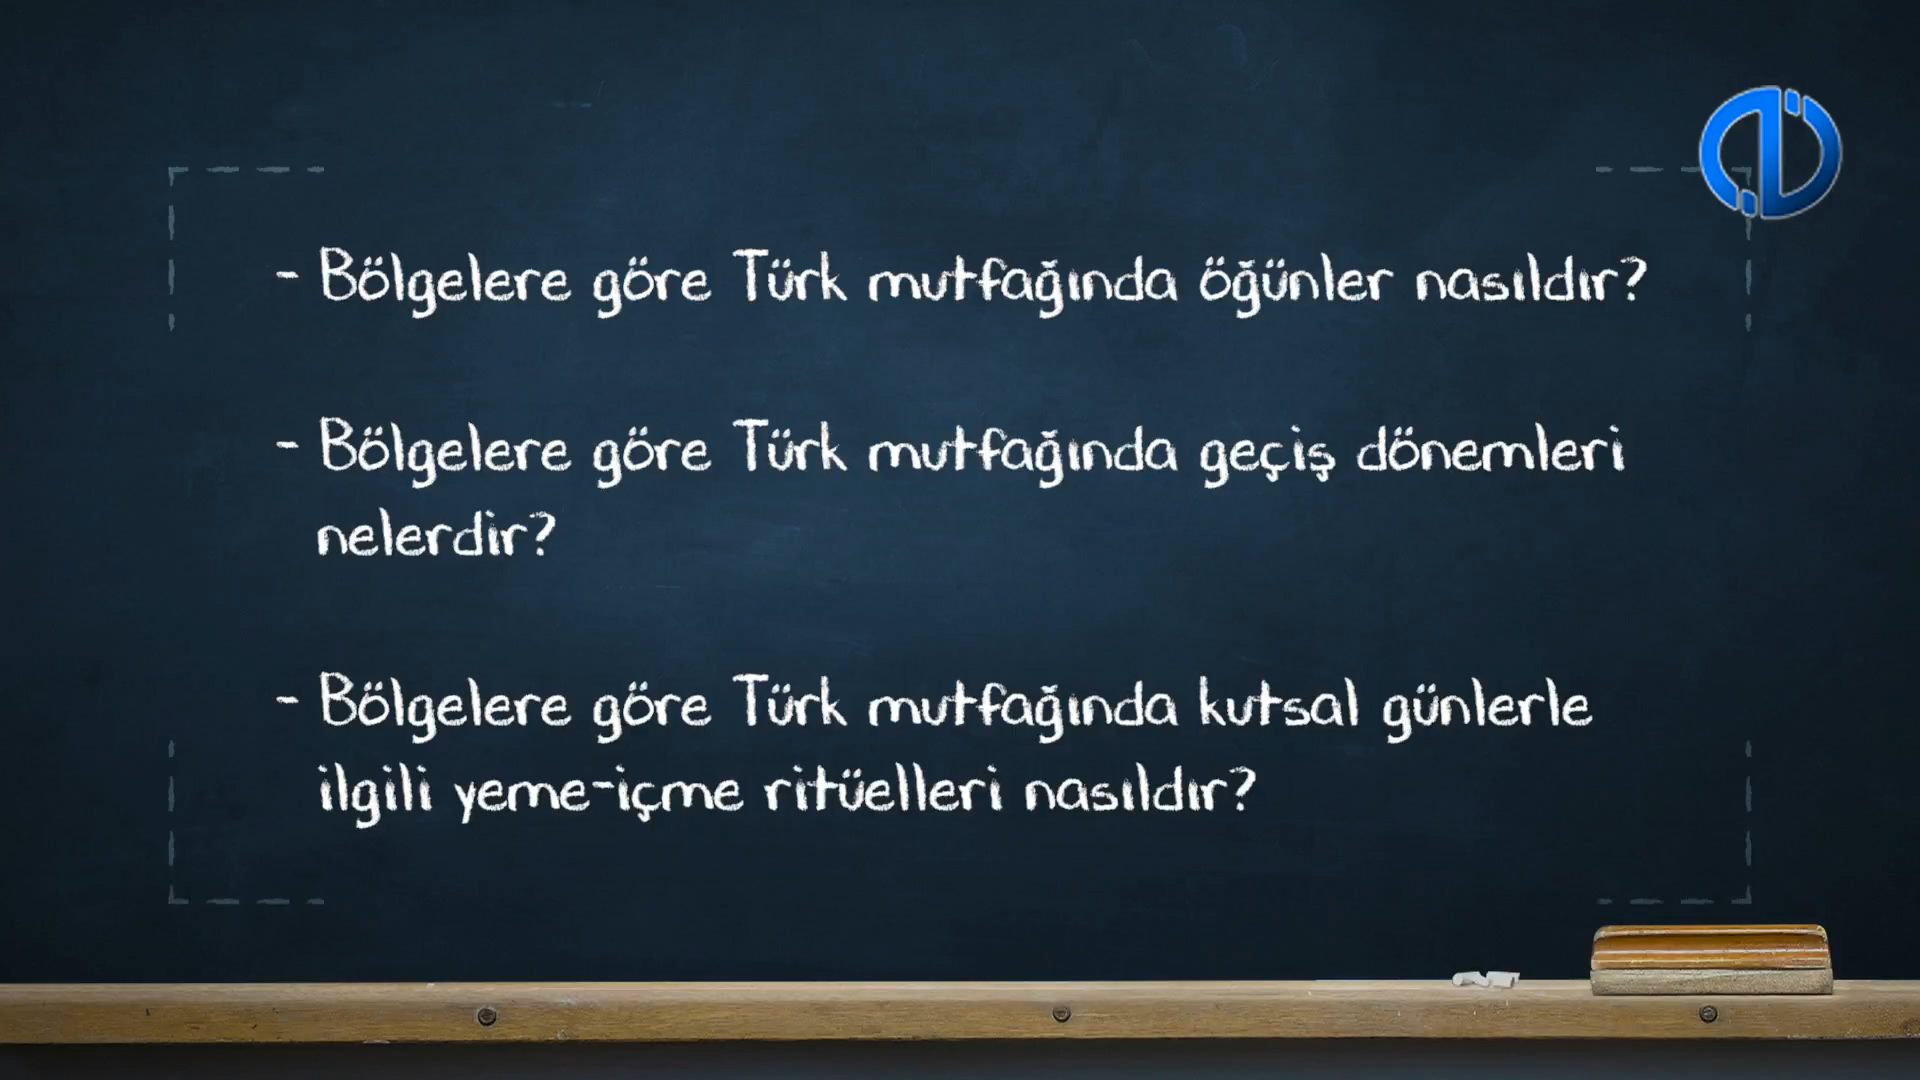 - Bölgelere göre Türk mutfağında öğünler nasıldır?
- Bölgelere göre Türk mutfağında geçiş dönemleri
nelerdir?
- Bölgelere göre Türk mutfağında kutsal günlerle
ilgili yeme-içme ritüelleri nasıldır?